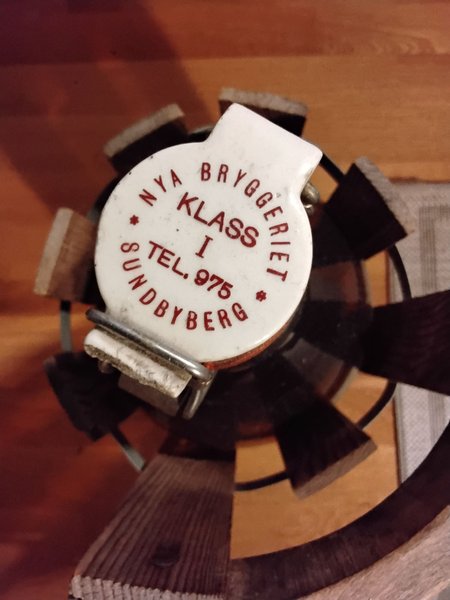 NYA BRYGGERIET
KLASS
I
TEL. 975
SUNDBYBERG